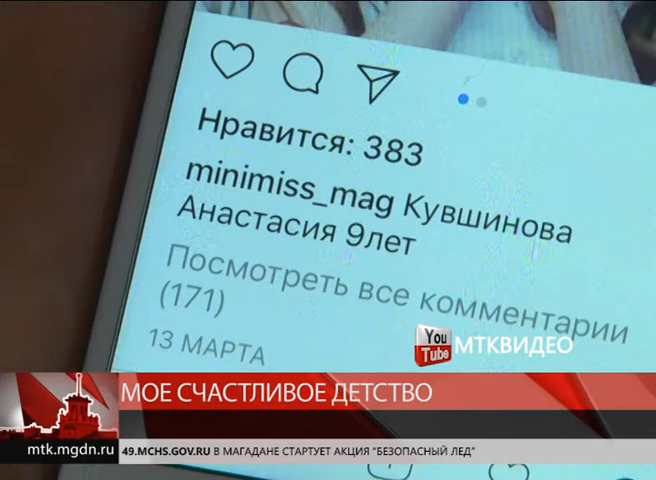 Нравится: 383
minimiss_mag Кувшинова
Анастасия 9лет
Посмотреть все комментарии
(171)
13 МАРТА
You
Tube МТКВИДЕО
МОЕ СЧАСТЛИВОЕ ДЕТСТВО
mtk.mgdn.ru
49.MCHS.GOV.RU В МАГАДАНЕ СТАРТУЕТ АКЦИЯ "БЕЗОПАСНЫЙ ЛЕД"